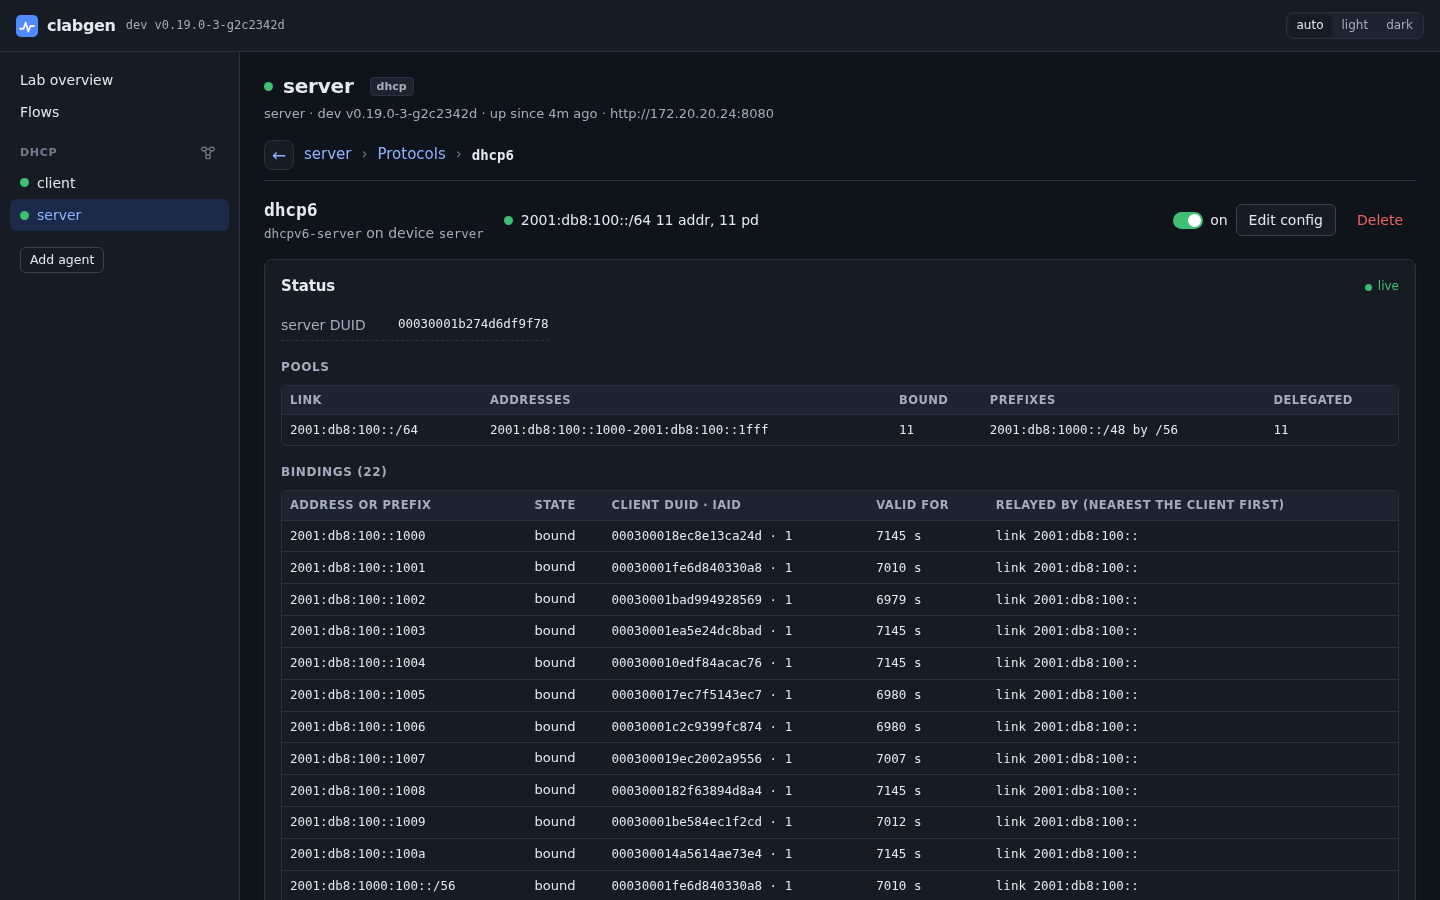 clabgen dev v0.19.0-3-g2c2342d
auto light dark
Lab overview
Flows
DHCP
client
server
Add agent
server dhcp
server · dev v0.19.0-3-g2c2342d · up since 4m ago · http://172.20.20.24:8080
← server › Protocols › dhcp6
dhcp6
dhcpv6-server on device server
2001:db8:100::/64 11 addr, 11 pd
on Edit config Delete
Status live
server DUID 00030001b274d6df9f78
POOLS
LINK ADDRESSES BOUND PREFIXES DELEGATED
2001:db8:100::/64 2001:db8:100::1000-2001:db8:100::1fff 11 2001:db8:1000::/48 by /56 11
BINDINGS (22)
ADDRESS OR PREFIX STATE CLIENT DUID · IAID VALID FOR RELAYED BY (NEAREST THE CLIENT FIRST)
2001:db8:100::1000 bound 000300018ec8e13ca24d · 1 7145 s link 2001:db8:100::
2001:db8:100::1001 bound 00030001fe6d840330a8 · 1 7010 s link 2001:db8:100::
2001:db8:100::1002 bound 00030001bad994928569 · 1 6979 s link 2001:db8:100::
2001:db8:100::1003 bound 00030001ea5e24dc8bad · 1 7145 s link 2001:db8:100::
2001:db8:100::1004 bound 000300010edf84acac76 · 1 7145 s link 2001:db8:100::
2001:db8:100::1005 bound 000300017ec7f5143ec7 · 1 6980 s link 2001:db8:100::
2001:db8:100::1006 bound 00030001c2c9399fc874 · 1 6980 s link 2001:db8:100::
2001:db8:100::1007 bound 000300019ec2002a9556 · 1 7007 s link 2001:db8:100::
2001:db8:100::1008 bound 0003000182f63894d8a4 · 1 7145 s link 2001:db8:100::
2001:db8:100::1009 bound 00030001be584ec1f2cd · 1 7012 s link 2001:db8:100::
2001:db8:100::100a bound 000300014a5614ae73e4 · 1 7145 s link 2001:db8:100::
2001:db8:1000:100::/56 bound 00030001fe6d840330a8 · 1 7010 s link 2001:db8:100::